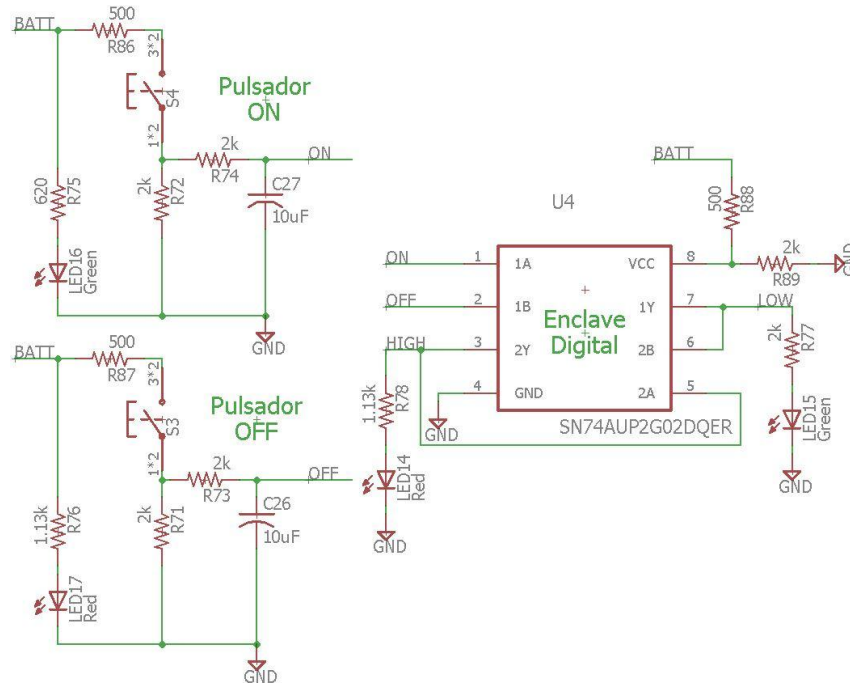 BATT
500
R86
3*2
S4
1*2
Pulsador
ON
2k
R74
ON
C27
10uF
2k
R72
620
R75
LED16
Green
GND
BATT
500
R87
3*2
S3
1*2
Pulsador
OFF
2k
R73
OFF
C26
10uF
2k
R71
1.13k
R76
LED17
Red
GND
BATT
500
R88
U4
ON
1
1A
OFF
2
1B
HIGH
3
2Y
4
GND
VCC
8
1Y
7
2B
6
2A
5
Enclave
Digital
SN74AUP2G02DQER
2k
R89
GND
LOW
2k
R77
LED15
Green
GND
1.13k
R78
LED14
Red
GND
GND